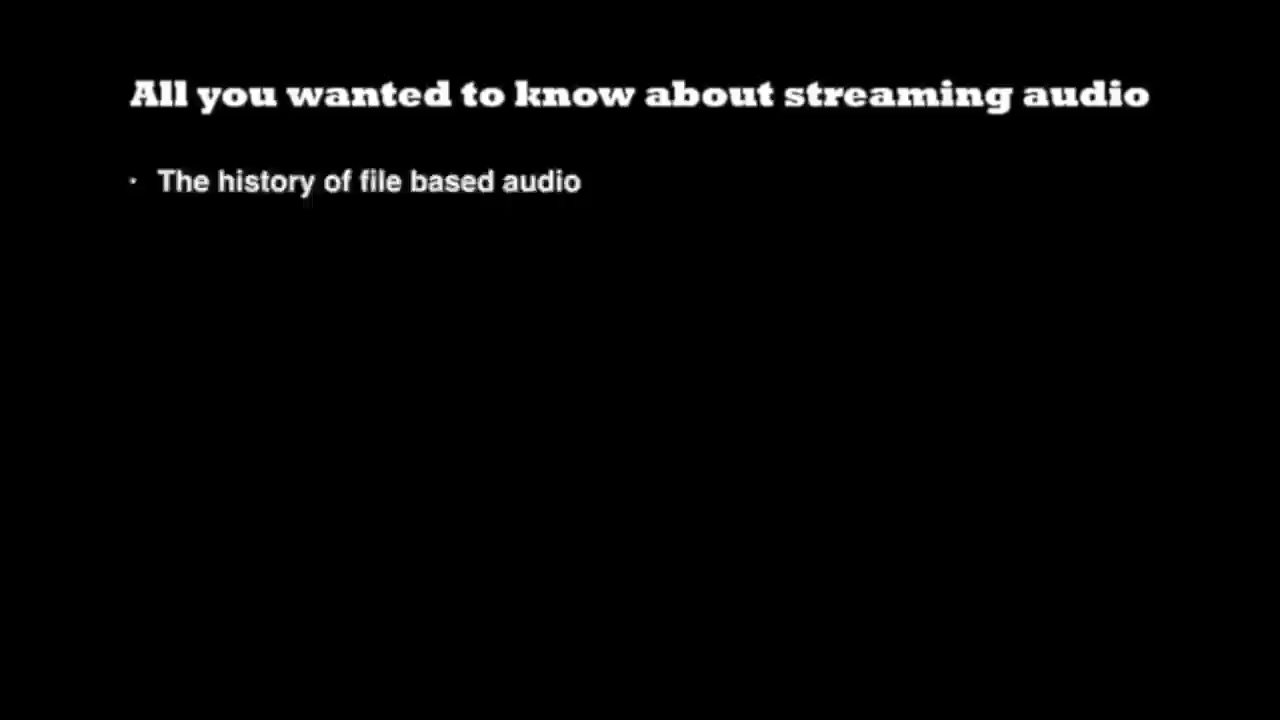 All you wanted to know about streaming audio
• The history of file based audio